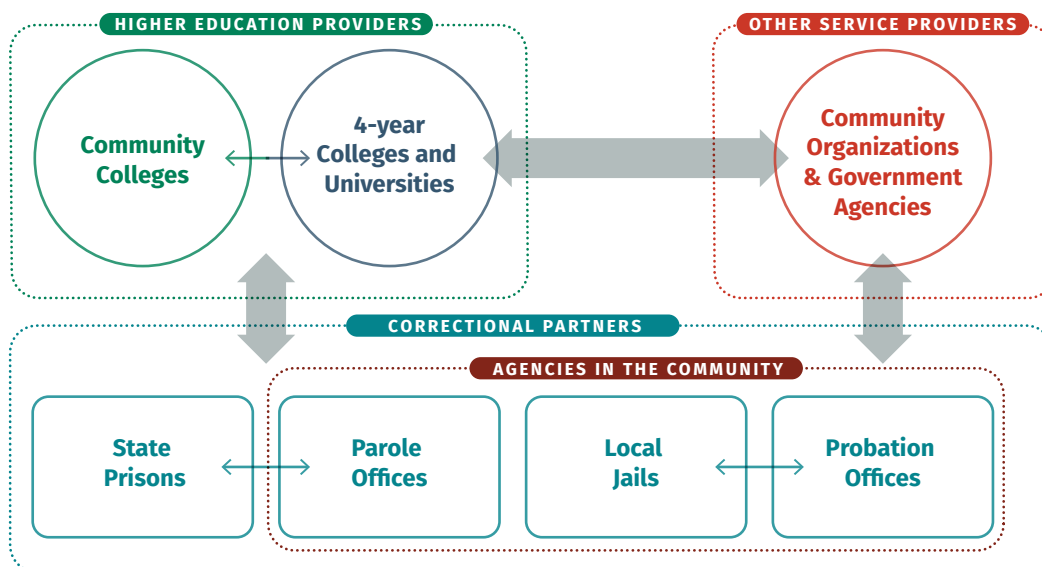 HIGHER EDUCATION PROVIDERS
OTHER SERVICE PROVIDERS
Community
Colleges
4-year
Colleges and
Universities
Community
Organizations
& Government
Agencies
CORRECTIONAL PARTNERS
AGENCIES IN THE COMMUNITY
State
Prisons
Parole
Offices
Local
Jails
Probation
Offices